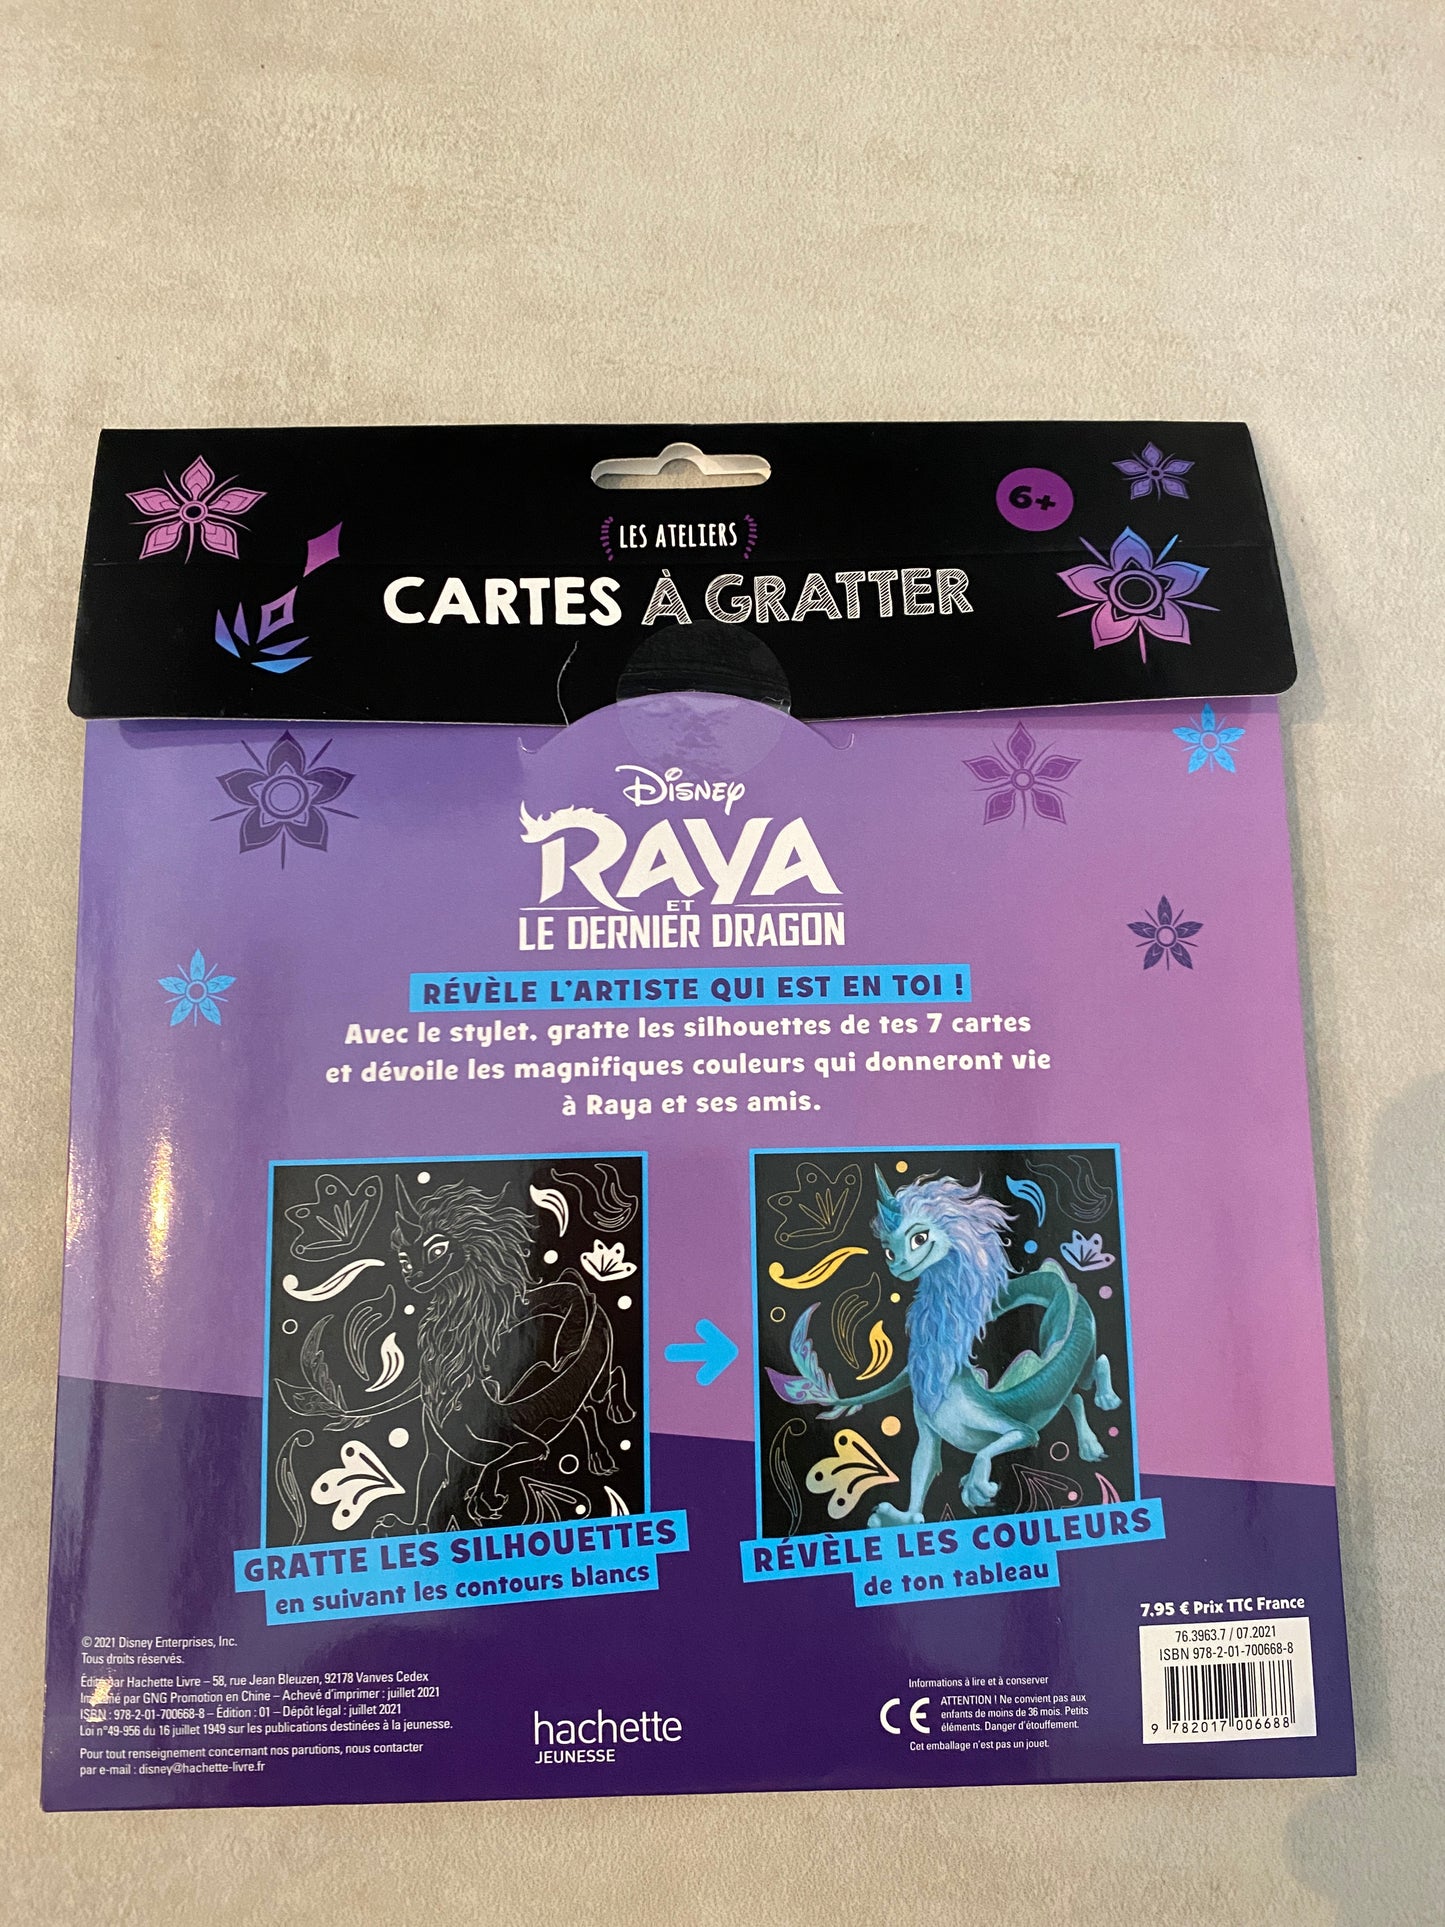 LES ATELIERS
6+
CARTES À GRATTER
Disney
RAYA
ET
LE DERNIER DRAGON
RÉVÈLE L'ARTISTE QUI EST EN TOI !
Avec le stylet, gratte les silhouettes de tes 7 cartes
et dévoile les magnifiques couleurs qui donneront vie
à Raya et ses amis.
GRATTE LES SILHOUETTES
en suivant les contours blancs
RÉVÈLE LES COULEURS
de ton tableau
© 2021 Disney Enterprises, Inc.
Tous droits réservés.
Édité par Hachette Livre – 58, rue Jean Bleuzen, 92178 Vanves Cedex
Imprimé par GNG Promotion en Chine – Achevé d'imprimer : juillet 2021
ISBN : 978-2-01-700668-8 – Édition : 01 – Dépôt légal : juillet 2021
Loi n°49-956 du 16 juillet 1949 sur les publications destinées à la jeunesse.
Pour tout renseignement concernant nos parutions, nous contacter
par e-mail : disney@hachette-livre.fr
hachette
JEUNESSE
Informations à lire et à conserver
CE
ATTENTION ! Ne convient pas aux
enfants de moins de 36 mois. Petits
éléments. Danger d'étouffement.
Cet emballage n'est pas un jouet.
7,95 € Prix TTC France
76.3963.7 / 07.2021
ISBN 978-2-01-700668-8
9 782017 006688